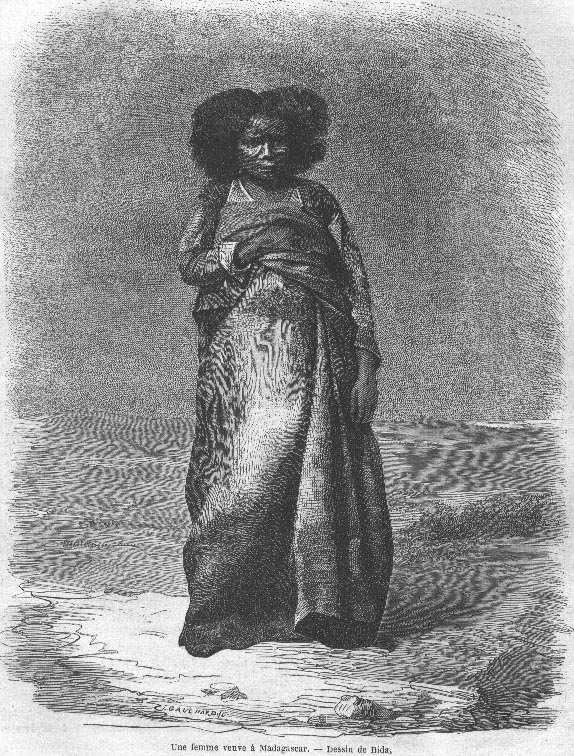 Une femme veuve à Madagascar. — Dessin de Bida,